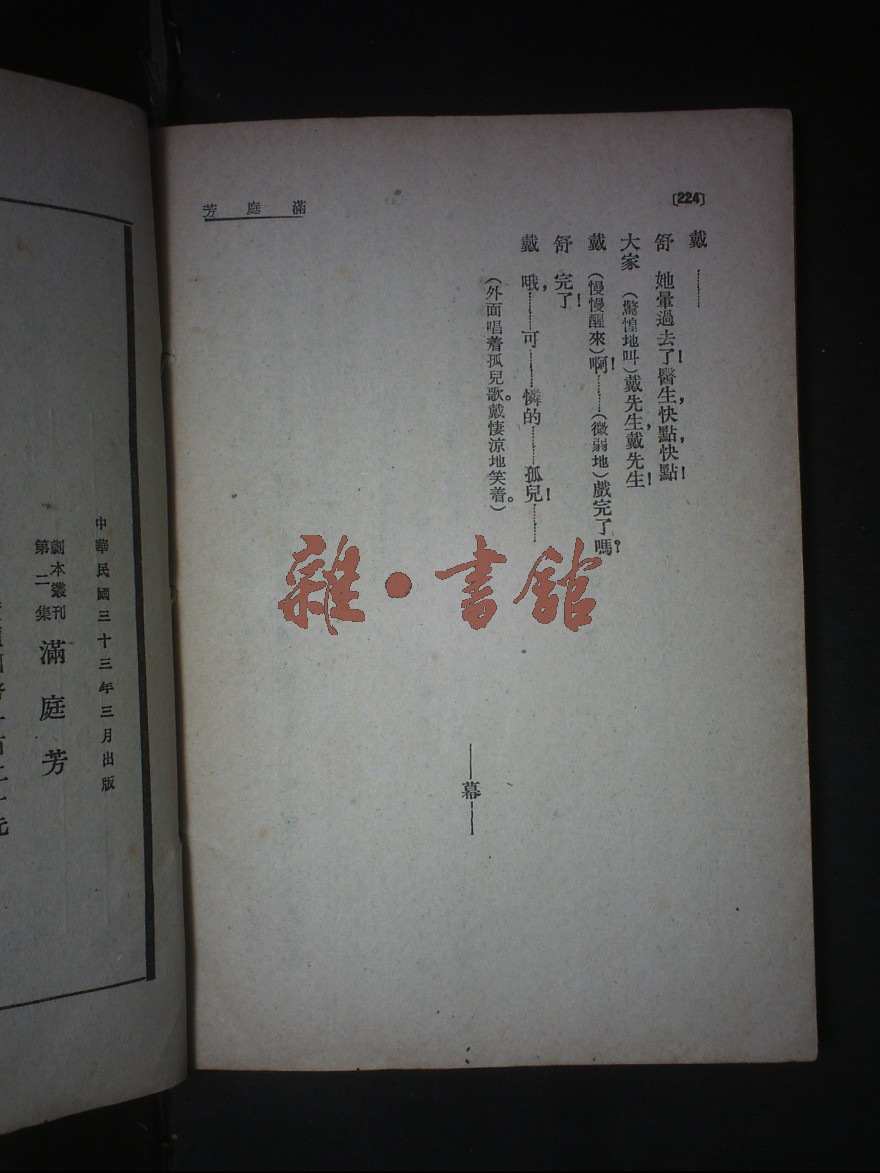 〔224〕
滿庭芳
戴 ………
舒 她暈過去了！醫生，快點，快點！
大家 （驚惶地叫）戴先生，戴先生！
戴 （慢慢醒來）啊！……（微弱地）戲完了嗎？
舒 完了！
戴 哦，……可……憐的……孤兒！……
（外面唱着孤兒歌。戴悽涼地笑着。）
——幕——
雜·書館
中華民國三十三年三月出版
劇本叢刊第二集 滿庭芳